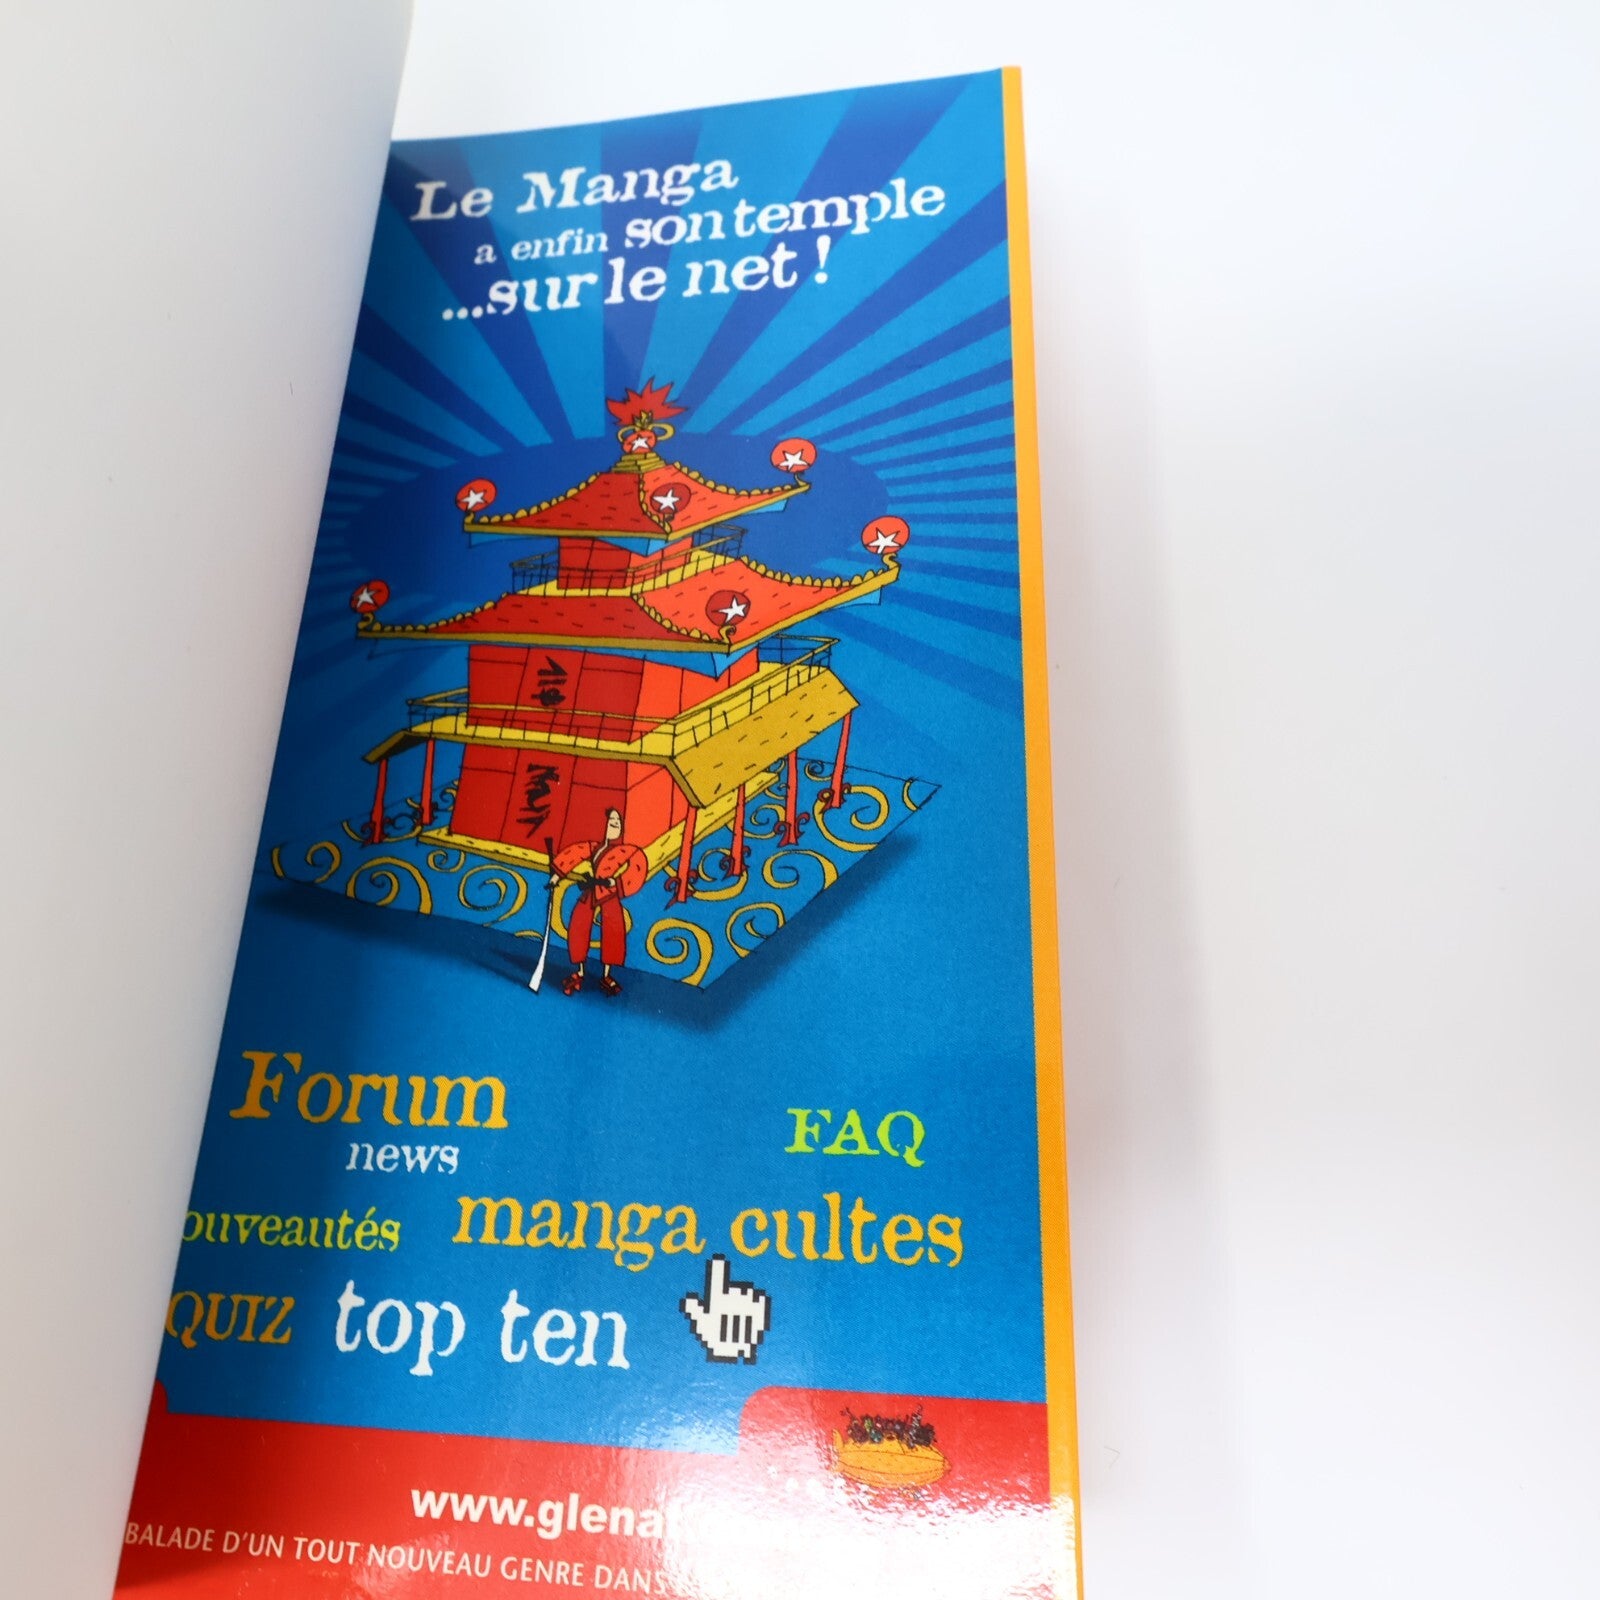 Le Manga
a enfin son temple
...sur le net !
Forum
news
FAQ
ouveautés
manga cultes
QUIZ
top ten
www.glena
BALADE D'UN TOUT NOUVEAU GENRE DANS